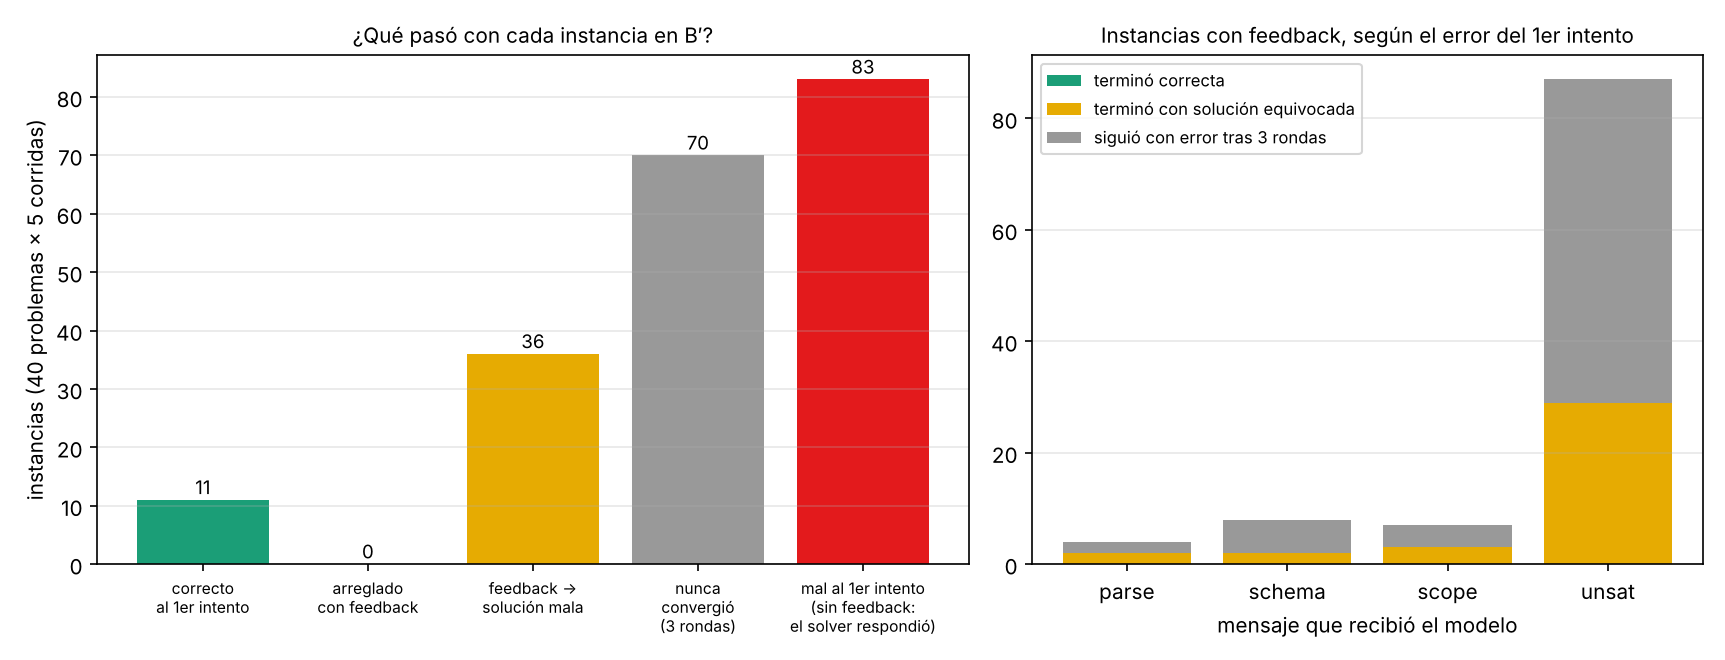 ¿Qué pasó con cada instancia en B′?
instancias (40 problemas × 5 corridas)
80
70
60
50
40
30
20
10
0
11
0
36
70
83
correcto
al 1er intento
arreglado
con feedback
feedback →
solución mala
nunca
convergió
(3 rondas)
mal al 1er intento
(sin feedback:
el solver respondió)
Instancias con feedback, según el error del 1er intento
terminó correcta
terminó con solución equivocada
siguió con error tras 3 rondas
80
60
40
20
0
parse
schema
scope
unsat
mensaje que recibió el modelo